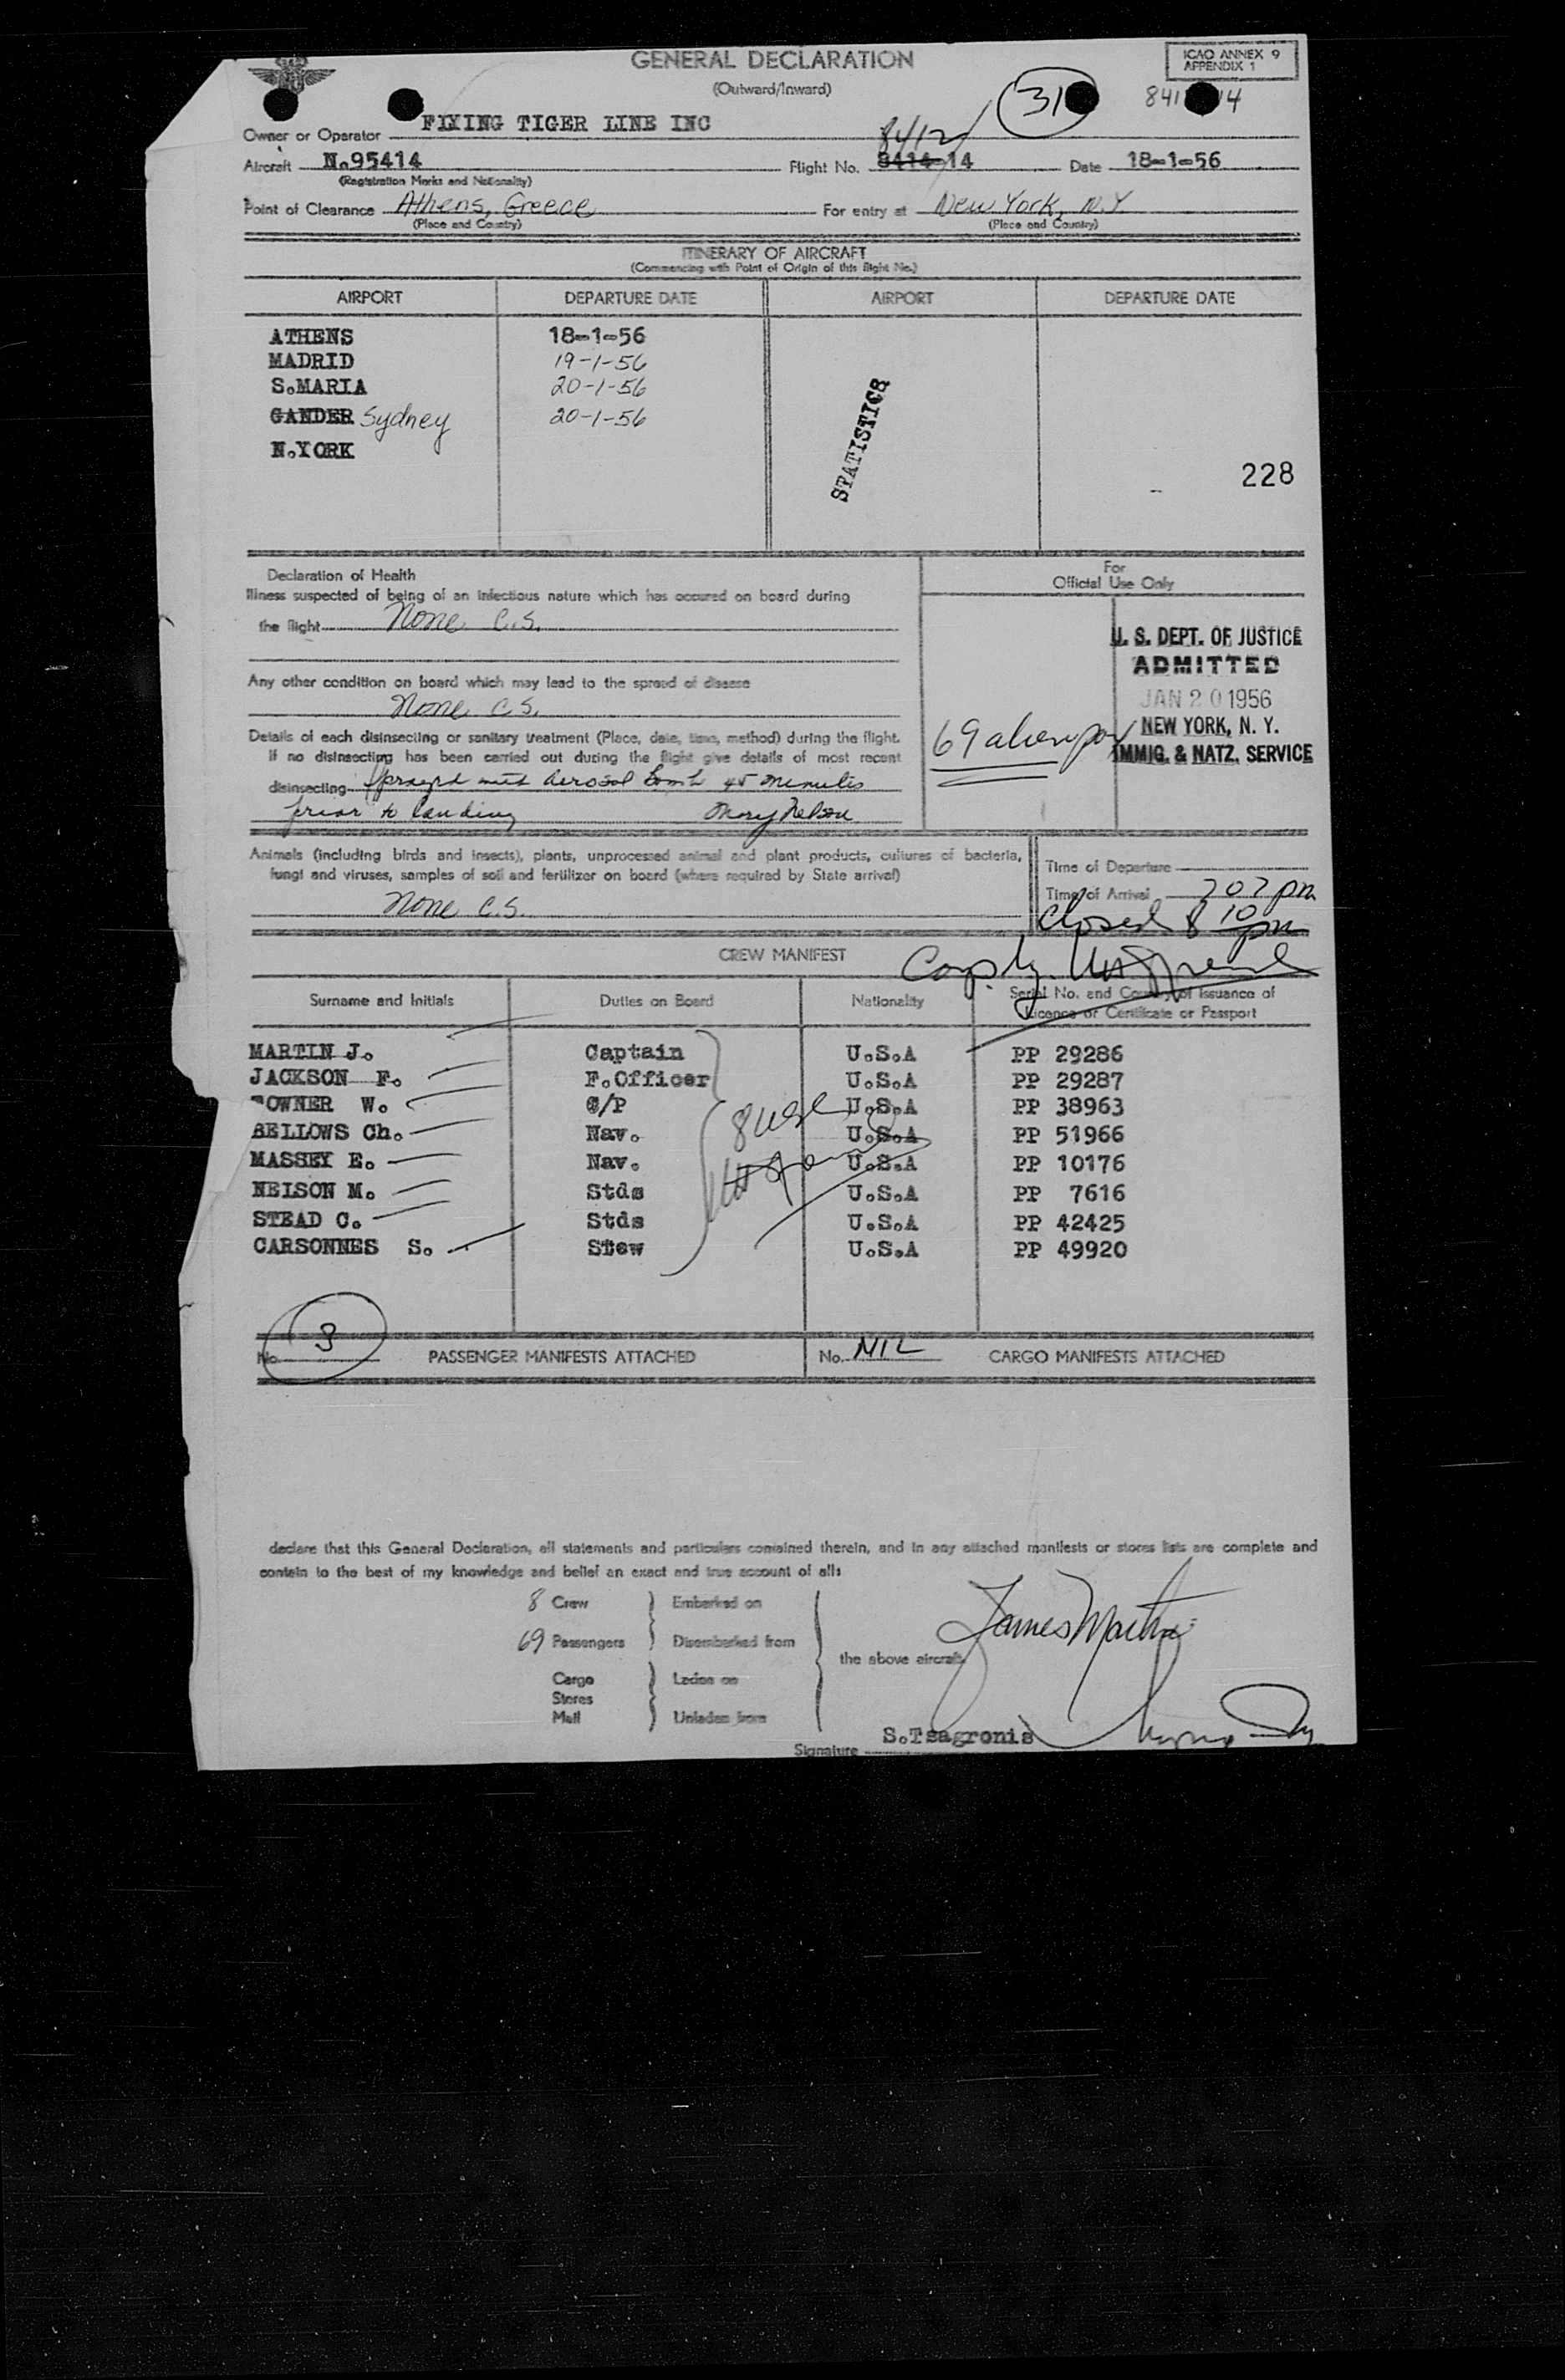 GENERAL DECLARATION
(Outward/Inward)
ICAO ANNEX 9
APPENDIX 1
31
841 14
Owner or Operator FLYING TIGER LINE INC
8412/
Aircraft N.95414 Flight No. 8414-14 Date 18-1-56
(Registration Marks and Nationality)
Point of Clearance Athens, Greece For entry at New York, N.Y.
(Place and Country) (Place and Country)
ITINERARY OF AIRCRAFT
(Commencing with Point of Origin of this flight No.)
AIRPORT DEPARTURE DATE AIRPORT DEPARTURE DATE
ATHENS 18-1-56
MADRID 19-1-56
S.MARIA 20-1-56
GANDER Sydney 20-1-56
N.YORK
STATISTICS
228
Declaration of Health
Illness suspected of being of an infectious nature which has occured on board during
the flight None C.S.
Any other condition on board which may lead to the spread of disease
None C.S.
Details of each disinsecting or sanitary treatment (Place, date, time, method) during the flight.
If no disinsecting has been carried out during the flight give details of most recent
disinsecting Sprayed with Aerosol bomb 45 minutes
prior to landing Mary Nelson
For
Official Use Only
U. S. DEPT. OF JUSTICE
ADMITTED
JAN 20 1956
NEW YORK, N. Y.
IMMIG. & NATZ. SERVICE
69 alien
Animals (including birds and insects), plants, unprocessed animal and plant products, cultures of bacteria,
fungi and viruses, samples of soil and fertilizer on board (where required by State arrival)
None C.S.
Time of Departure
Time of Arrival 707 pm
Closed 8 10 pm
CREW MANIFEST
Surname and Initials Duties on Board Nationality Serial No. and Country of Issuance of
Licence or Certificate or Passport
MARTIN J. Captain U.S.A PP 29286
JACKSON F. F.Officer U.S.A PP 29287
OWNER W. C/P U.S.A PP 38963
BELLOWS Ch. Nav. U.S.A PP 51966
MASSEY E. Nav. U.S.A PP 10176
NELSON M. Stds U.S.A PP 7616
STEAD C. Stds U.S.A PP 42425
CARSONNES S. Stew U.S.A PP 49920
8 USC
No. 3 PASSENGER MANIFESTS ATTACHED No. NIL CARGO MANIFESTS ATTACHED
declare that this General Declaration, all statements and particulars contained therein, and in any attached manifests or stores lists are complete and
contain to the best of my knowledge and belief an exact and true account of all:
8 Crew Embarked on
69 Passengers Disembarked from
the above aircraft.
Cargo Laden on
Stores
Mail Unladen from
James Martin
S.Tsagronis
Signature